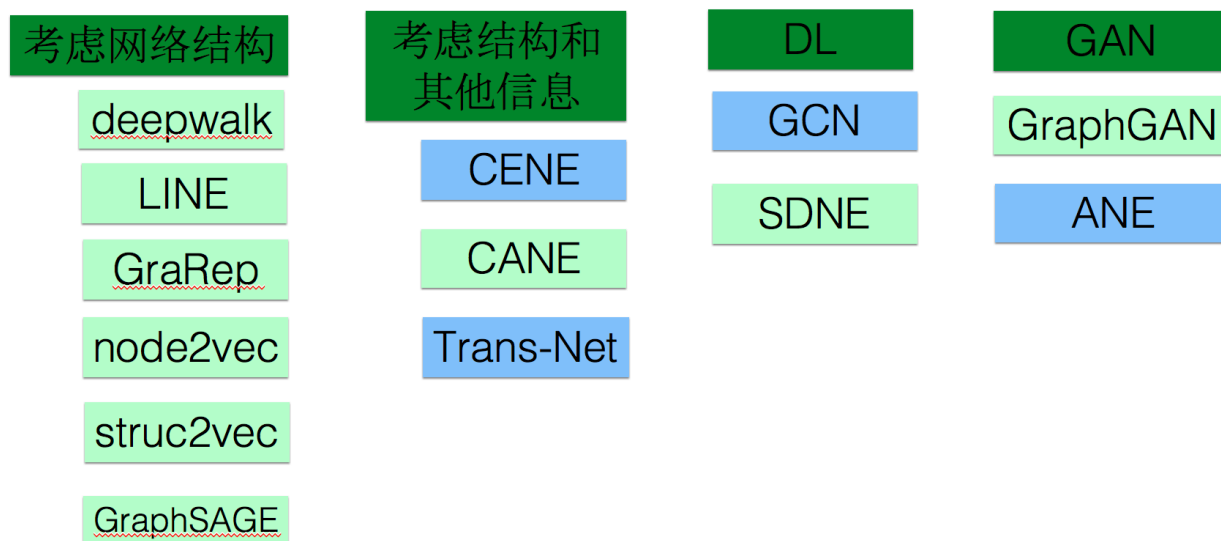 考虑网络结构
deepwalk
LINE
GraRep
node2vec
struc2vec
GraphSAGE
考虑结构和
其他信息
CENE
CANE
Trans-Net
DL
GCN
SDNE
GAN
GraphGAN
ANE